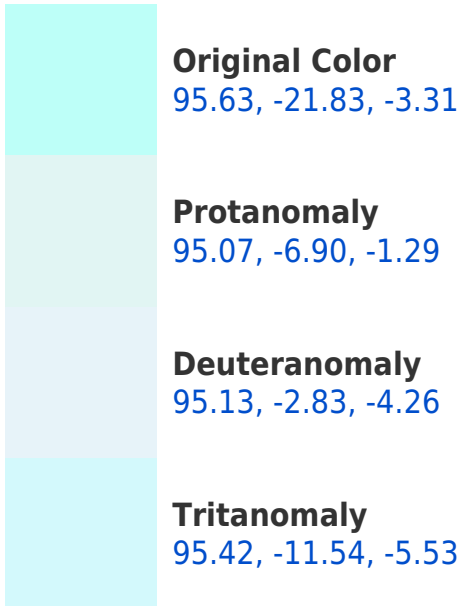 Original Color
95.63, -21.83, -3.31
Protanomaly
95.07, -6.90, -1.29
Deuteranomaly
95.13, -2.83, -4.26
Tritanomaly
95.42, -11.54, -5.53